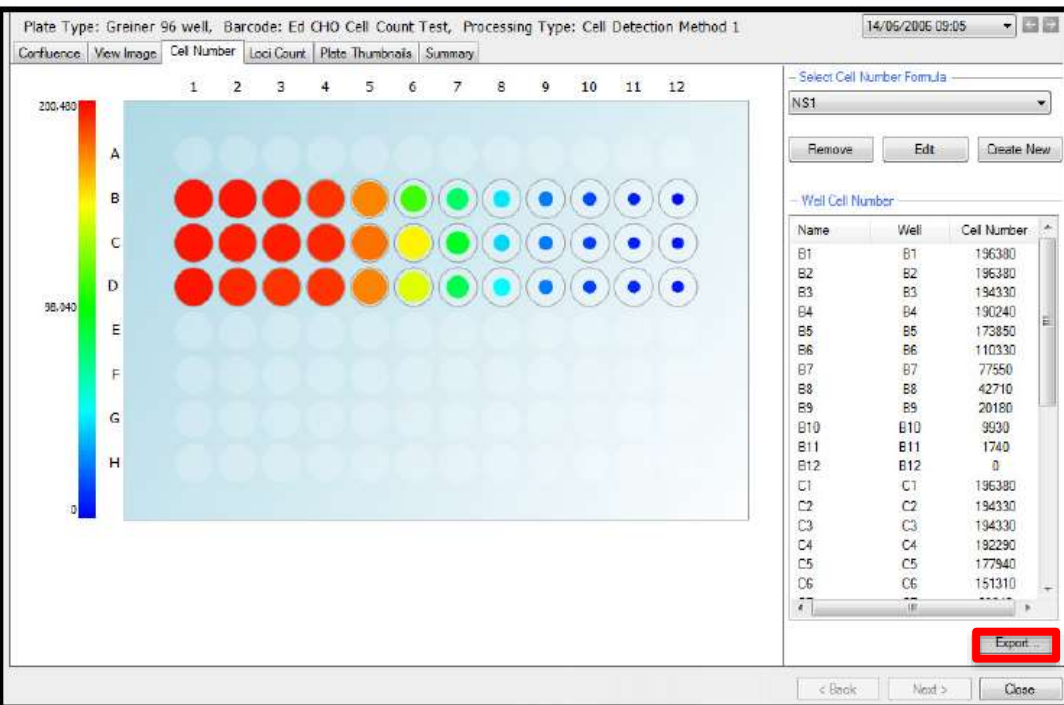 Plate Type: Greiner 96 well, Barcode: Ed CHO Cell Count Test, Processing Type: Cell Detection Method 1
14/06/2006 09:05
Confluence View Image Cell Number Loci Count Plate Thumbnails Summary
1 2 3 4 5 6 7 8 9 10 11 12
200,480
98,040
0
A
B
C
D
E
F
G
H
Select Cell Number Formula
NS1
Remove Edit Create New
Well Cell Number
Name Well Cell Number
B1 B1 196380
B2 B2 196380
B3 B3 194330
B4 B4 190240
B5 B5 173850
B6 B6 110330
B7 B7 77550
B8 B8 42710
B9 B9 20180
B10 B10 9930
B11 B11 1740
B12 B12 0
C1 C1 196380
C2 C2 194330
C3 C3 194330
C4 C4 192290
C5 C5 177940
C6 C6 151310
Export...
< Back Next > Close